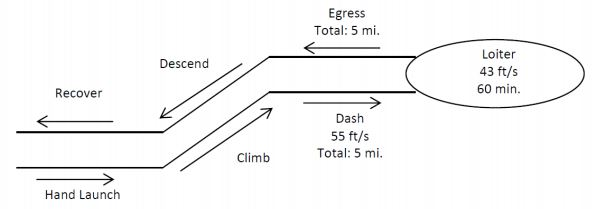 Egress
Total: 5 mi.
Descend
Loiter
43 ft/s
60 min.
Recover
Dash
55 ft/s
Total: 5 mi.
Climb
Hand Launch